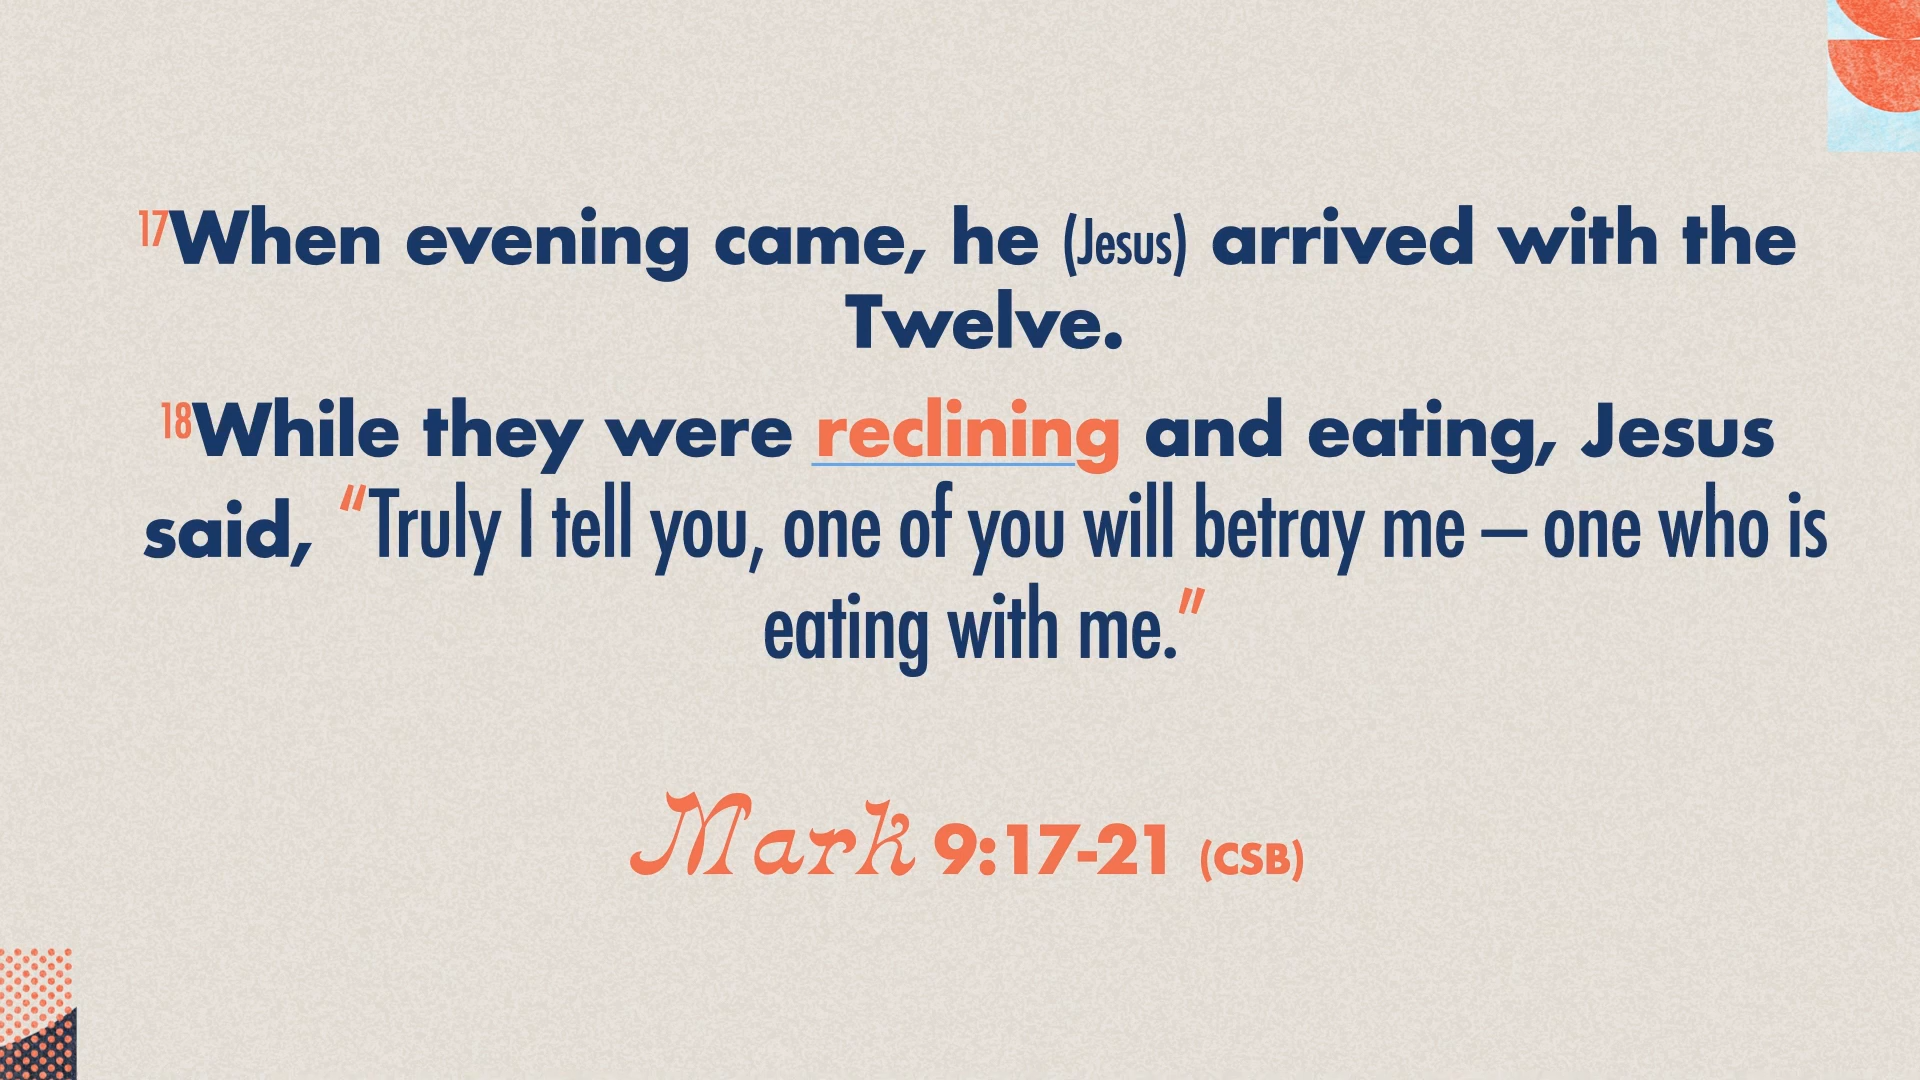 17When evening came, he (Jesus) arrived with the
Twelve.
18While they were reclining and eating, Jesus
said, “Truly I tell you, one of you will betray me – one who is
eating with me.”
Mark 9:17-21 (CSB)